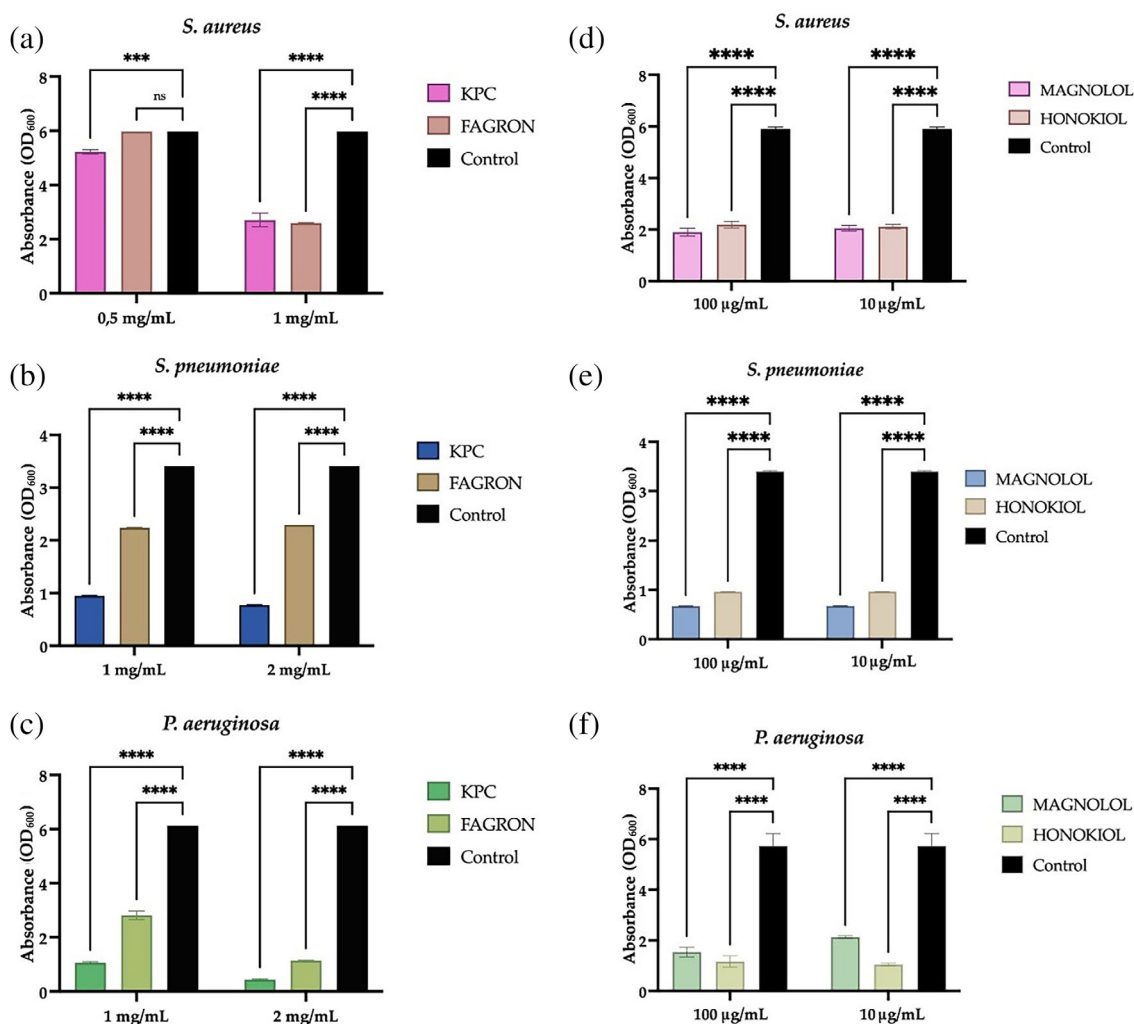 (a)
S. aureus
***
****
ns
****
8
6
4
2
0
Absorbance (OD600)
0,5 mg/mL
1 mg/mL
KPC
FAGRON
Control
(d)
S. aureus
****
****
****
****
8
6
4
2
0
Absorbance (OD600)
100 µg/mL
10 µg/mL
MAGNOLOL
HONOKIOL
Control
(b)
S. pneumoniae
****
****
****
****
4
3
2
1
0
Absorbance (OD600)
1 mg/mL
2 mg/mL
KPC
FAGRON
Control
(e)
S. pneumoniae
****
****
****
****
4
3
2
1
0
Absorbance (OD600)
100 µg/mL
10 µg/mL
MAGNOLOL
HONOKIOL
Control
(c)
P. aeruginosa
****
****
****
****
8
6
4
2
0
Absorbance (OD600)
1 mg/mL
2 mg/mL
KPC
FAGRON
Control
(f)
P. aeruginosa
****
****
****
****
8
6
4
2
0
Absorbance (OD600)
100 µg/mL
10 µg/mL
MAGNOLOL
HONOKIOL
Control